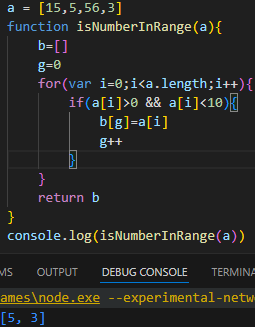 a = [15,5,56,3]
function isNumberInRange(a){
    b=[]
    g=0
    for(var i=0;i<a.length;i++){
        if(a[i]>0 && a[i]<10){
            b[g]=a[i]
            g++
        }
    }
    return b
}
console.log(isNumberInRange(a))
MS OUTPUT DEBUG CONSOLE TERMINA
ames\node.exe --experimental-netw
[5, 3]